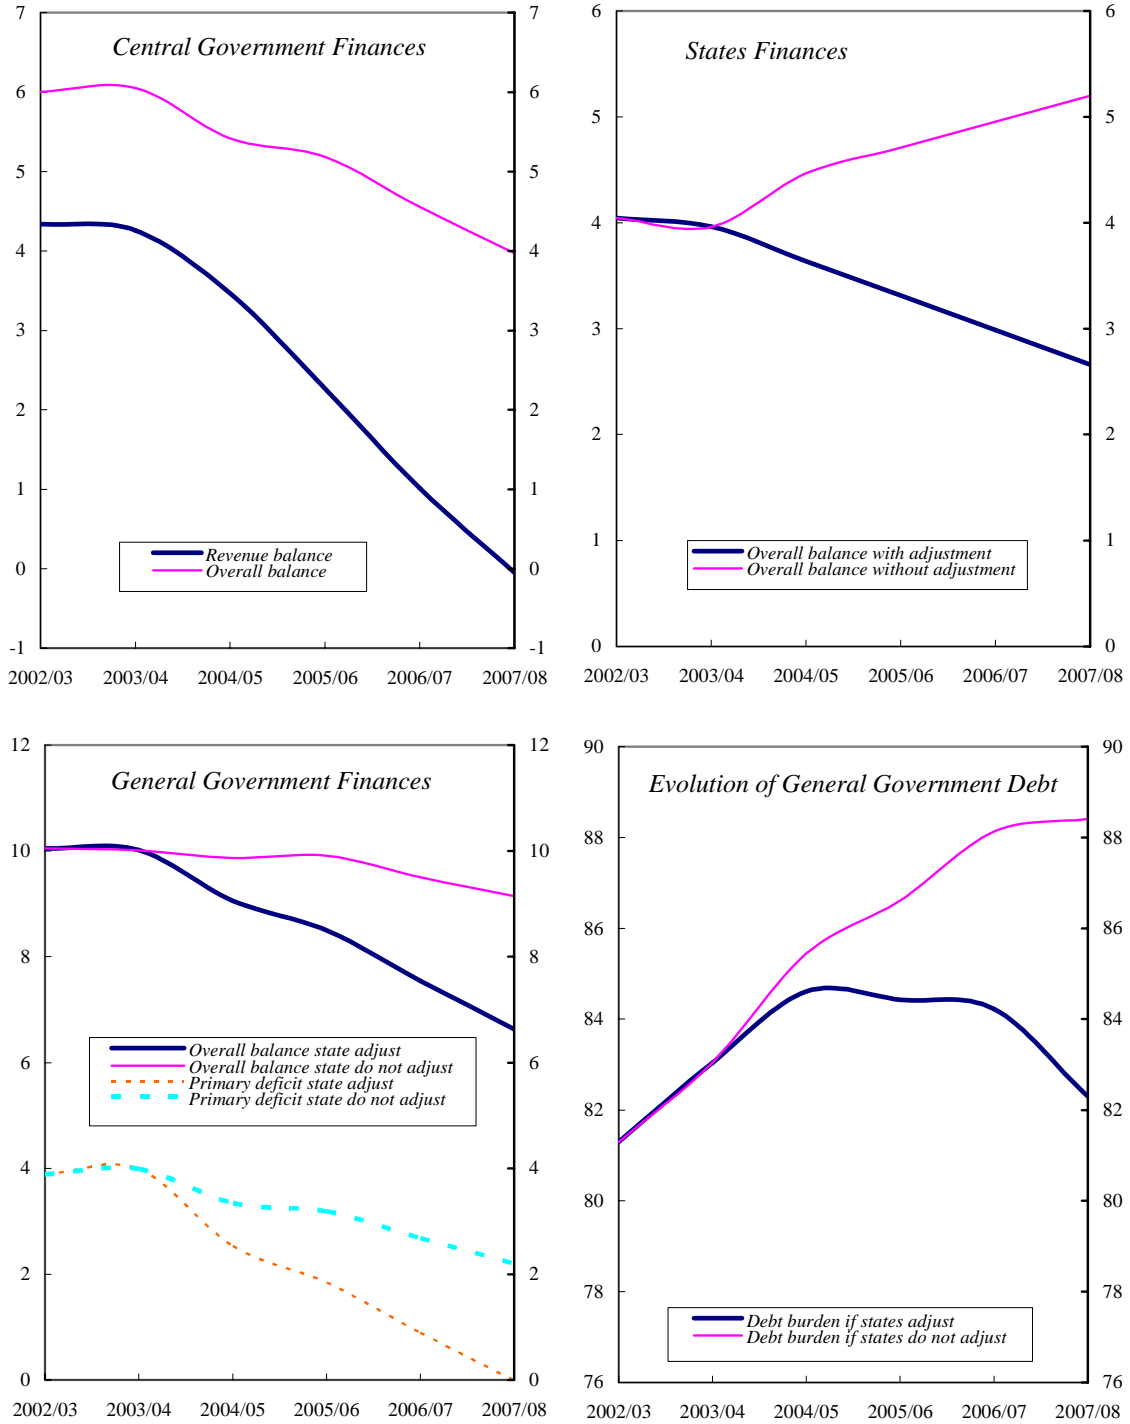 Central Government Finances
7 7
6 6
5 5
4 4
3 3
2 2
1 1
0 0
-1 -1
Revenue balance
Overall balance
2002/03 2003/04 2004/05 2005/06 2006/07 2007/08
States Finances
6 6
5 5
4 4
3 3
2 2
1 1
0 0
Overall balance with adjustment
Overall balance without adjustment
2002/03 2003/04 2004/05 2005/06 2006/07 2007/08
General Government Finances
12 12
10 10
8 8
6 6
4 4
2 2
0 0
Overall balance state adjust
Overall balance state do not adjust
Primary deficit state adjust
Primary deficit state do not adjust
2002/03 2003/04 2004/05 2005/06 2006/07 2007/08
Evolution of General Government Debt
90 90
88 88
86 86
84 84
82 82
80 80
78 78
76 76
Debt burden if states adjust
Debt burden if states do not adjust
2002/03 2003/04 2004/05 2005/06 2006/07 2007/08